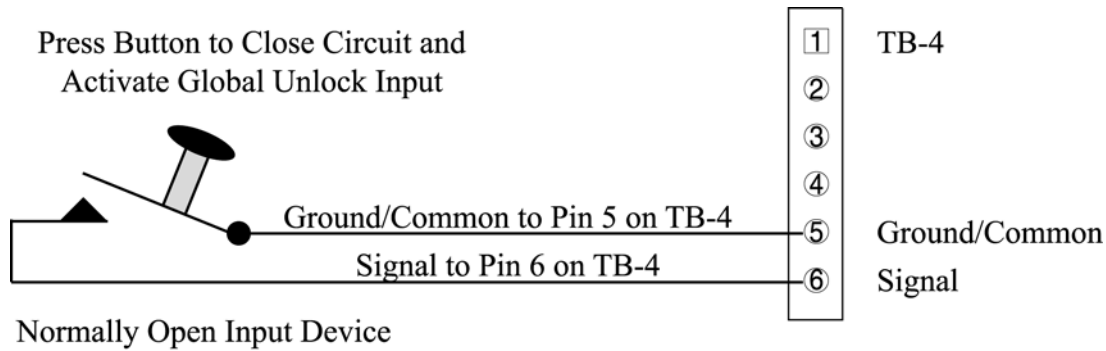 Press Button to Close Circuit and
Activate Global Unlock Input
1
TB-4
2
3
4
Ground/Common to Pin 5 on TB-4
5
Ground/Common
Signal to Pin 6 on TB-4
6
Signal
Normally Open Input Device